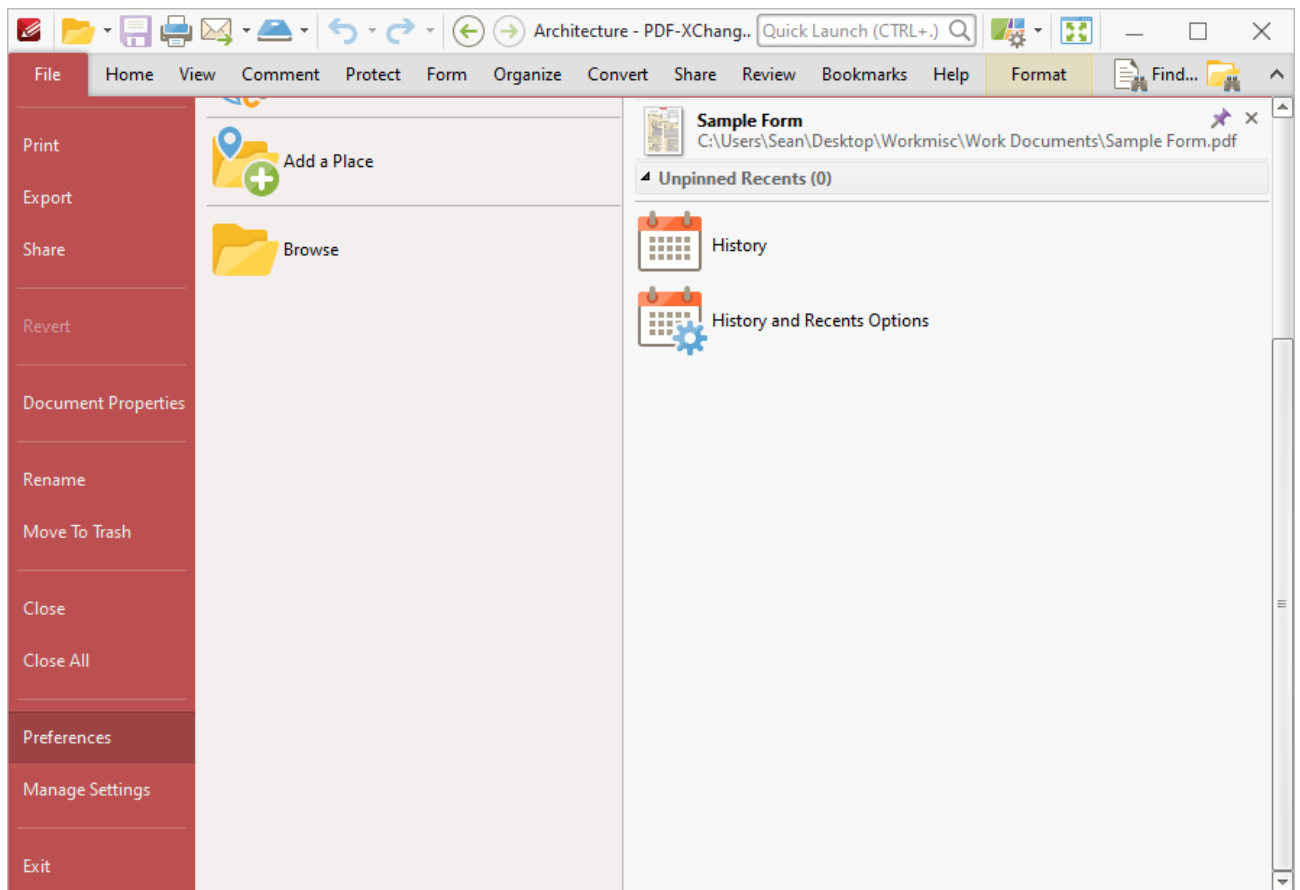 Architecture - PDF-XChang..
Quick Launch (CTRL+.)
File Home View Comment Protect Form Organize Convert Share Review Bookmarks Help Format Find...
Print
Export
Share
Revert
Document Properties
Rename
Move To Trash
Close
Close All
Preferences
Manage Settings
Exit
Add a Place
Browse
Sample Form
C:\Users\Sean\Desktop\Workmisc\Work Documents\Sample Form.pdf
Unpinned Recents (0)
History
History and Recents Options